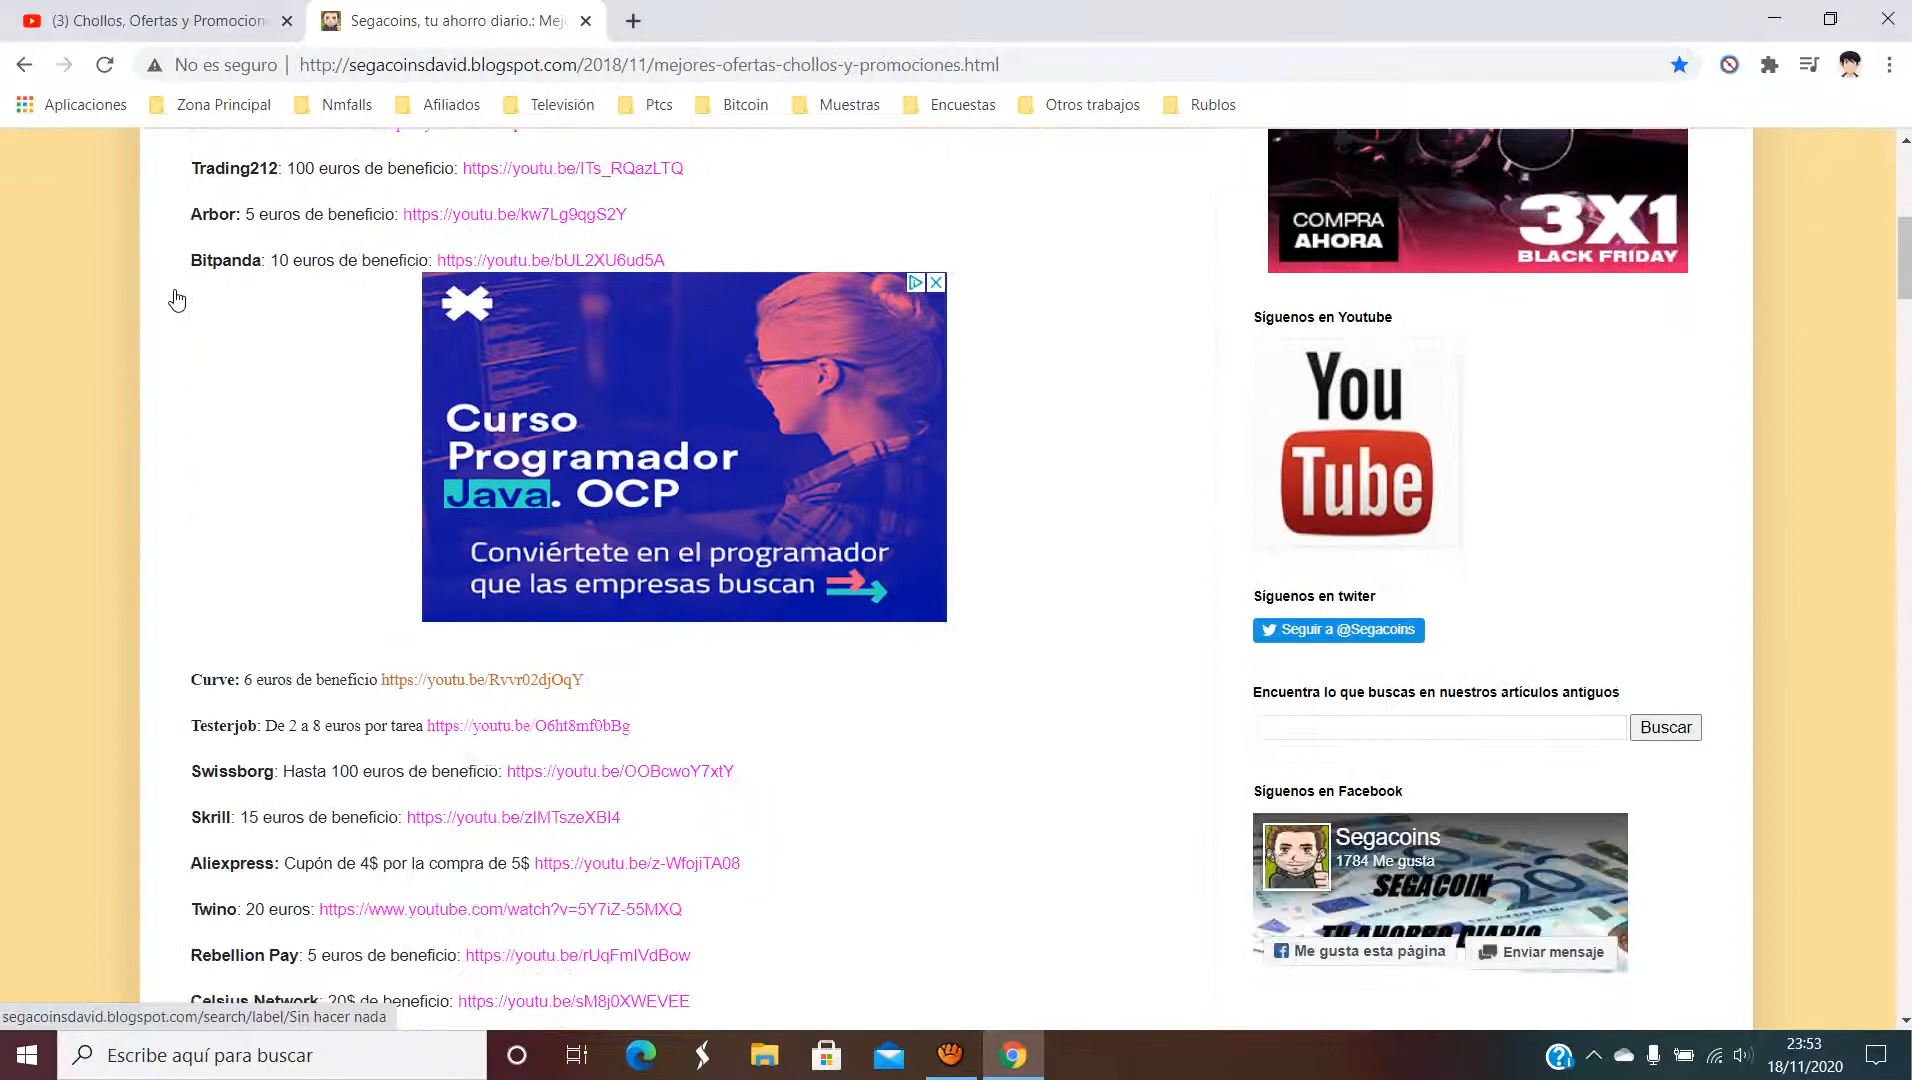 (3) Chollos, Ofertas y Promocion
Segacoins, tu ahorro diario.: Mej
No es seguro
http://segacoinsdavid.blogspot.com/2018/11/mejores-ofertas-chollos-y-promociones.html
Aplicaciones
Zona Principal
Nmfalls
Afiliados
Televisión
Ptcs
Bitcoin
Muestras
Encuestas
Otros trabajos
Rublos
Trading212: 100 euros de beneficio: https://youtu.be/ITs_RQazLTQ
Arbor: 5 euros de beneficio: https://youtu.be/kw7Lg9qgS2Y
Bitpanda: 10 euros de beneficio: https://youtu.be/bUL2XU6ud5A
Curso
Programador
Java. OCP
Conviértete en el programador
que las empresas buscan
Curve: 6 euros de beneficio https://youtu.be/Rvvr02djOqY
Testerjob: De 2 a 8 euros por tarea https://youtu.be/O6ht8mf0bBg
Swissborg: Hasta 100 euros de beneficio: https://youtu.be/OOBcwoY7xtY
Skrill: 15 euros de beneficio: https://youtu.be/zIMTszeXBI4
Aliexpress: Cupón de 4$ por la compra de 5$ https://youtu.be/z-WfojiTA08
Twino: 20 euros: https://www.youtube.com/watch?v=5Y7iZ-55MXQ
Rebellion Pay: 5 euros de beneficio: https://youtu.be/rUqFmIVdBow
Celsius Network: 20$ de beneficio: https://youtu.be/sM8j0XWEVEE
COMPRA
AHORA
3X1
BLACK FRIDAY
Síguenos en Youtube
You
Tube
Síguenos en twiter
Seguir a @Segacoins
Encuentra lo que buscas en nuestros artículos antiguos
Buscar
Síguenos en Facebook
Segacoins
1784 Me gusta
SEGACOIN
TU AHORRO DIARIO
Me gusta esta página
Enviar mensaje
segacoinsdavid.blogspot.com/search/label/Sin hacer nada
Escribe aquí para buscar
23:53
18/11/2020